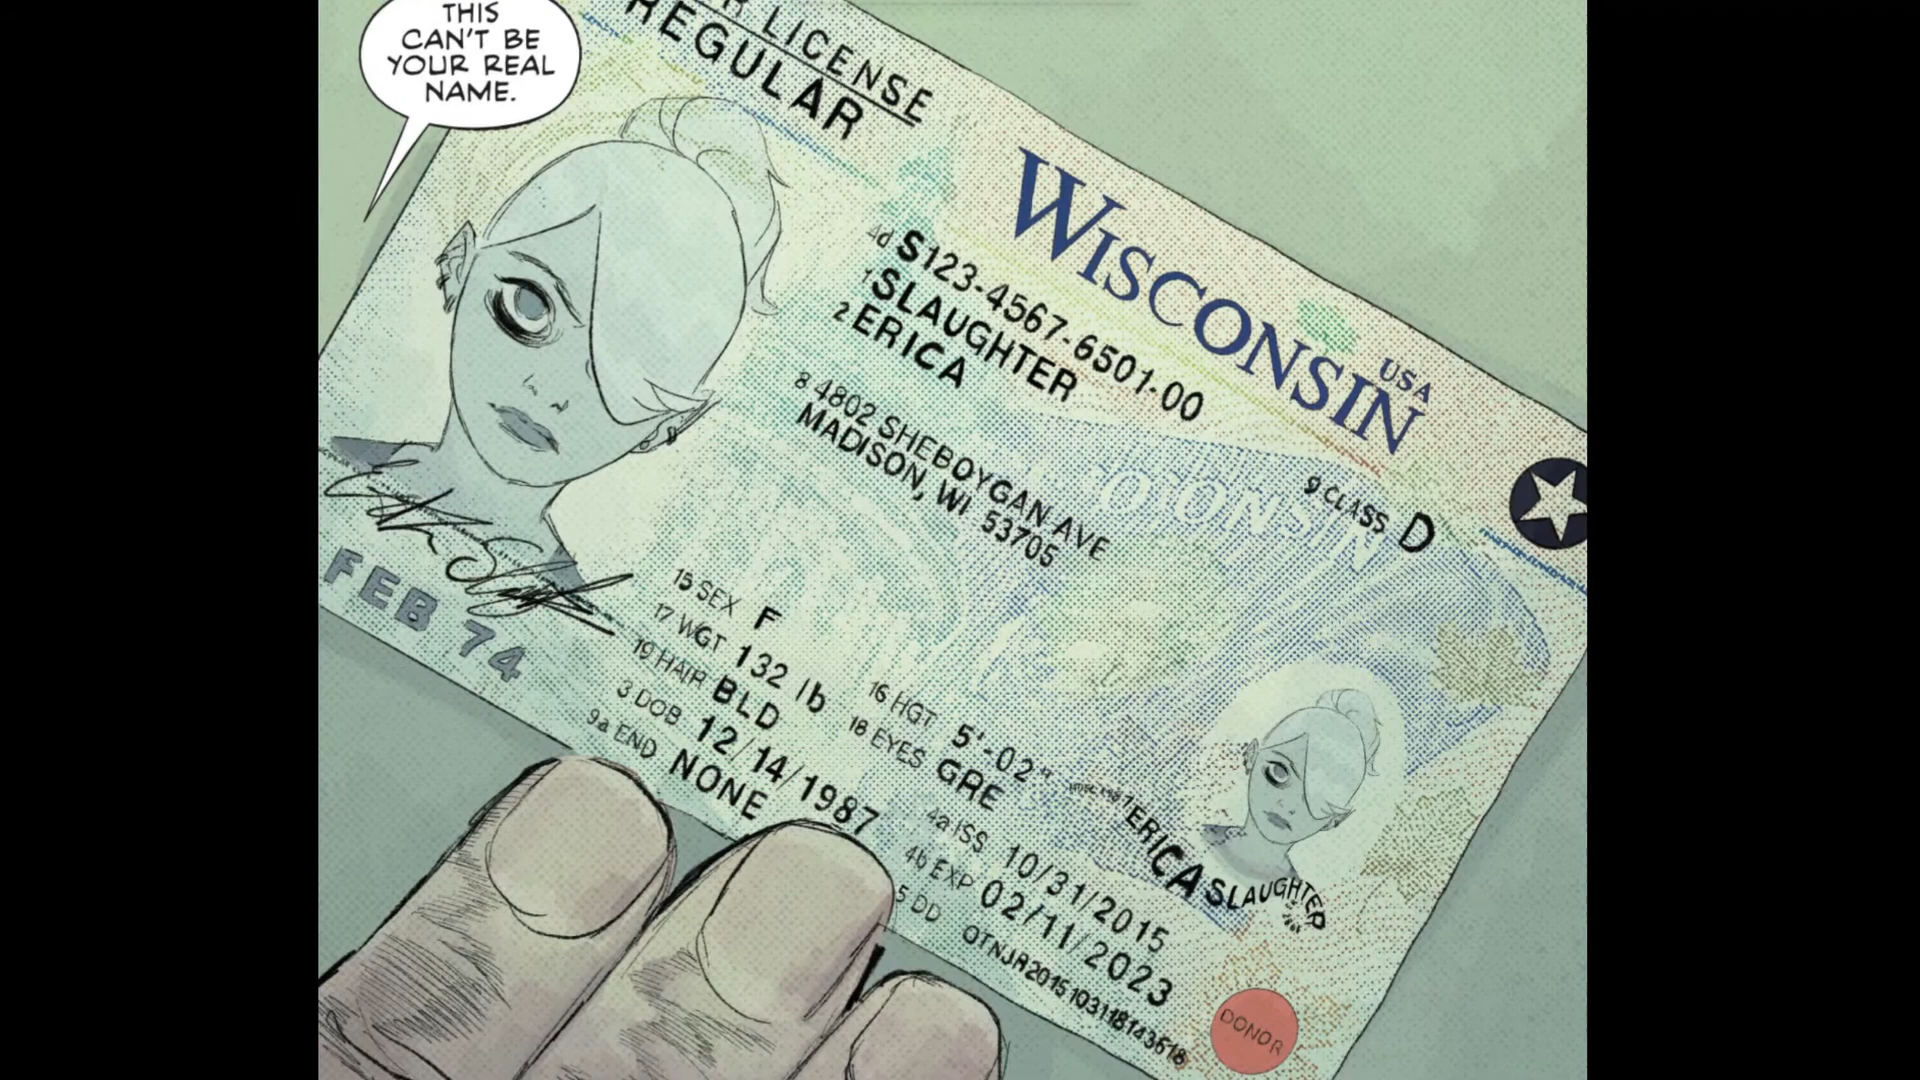 THIS
CAN'T BE
YOUR REAL
NAME.
R LICENSE
REGULAR
WISCONSIN
USA
4d S123-4567-6501-00
1 SLAUGHTER
2 ERICA
8 4802 SHEBOYGAN AVE
MADISON, WI 53705
9 CLASS D
FEB 74
15 SEX F
17 WGT 132 lb
16 HGT 5'-02"
19 HAIR BLD
18 EYES GRE
3 DOB 12/14/1987
9a END NONE
4a ISS 10/31/2015
4b EXP 02/11/2023
5 DD
OTNJR2015103118143518
ERICA SLAUGHTER
DONOR